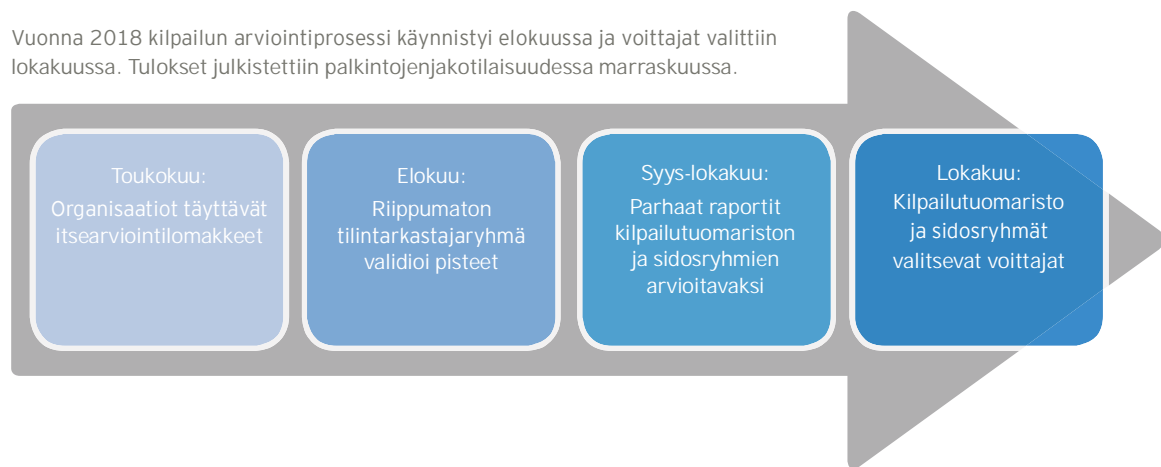 Vuonna 2018 kilpailun arviointiprosessi käynnistyi elokuussa ja voittajat valittiin
lokakuussa. Tulokset julkistettiin palkintojenjakotilaisuudessa marraskuussa.
Toukokuu:
Organisaatiot täyttävät
itsearviointilomakkeet
Elokuu:
Riippumaton
tilintarkastajaryhmä
validioi pisteet
Syys-lokakuu:
Parhaat raportit
kilpailutuomariston
ja sidosryhmien
arvioitavaksi
Lokakuu:
Kilpailutuomaristo
ja sidosryhmät
valitsevat voittajat